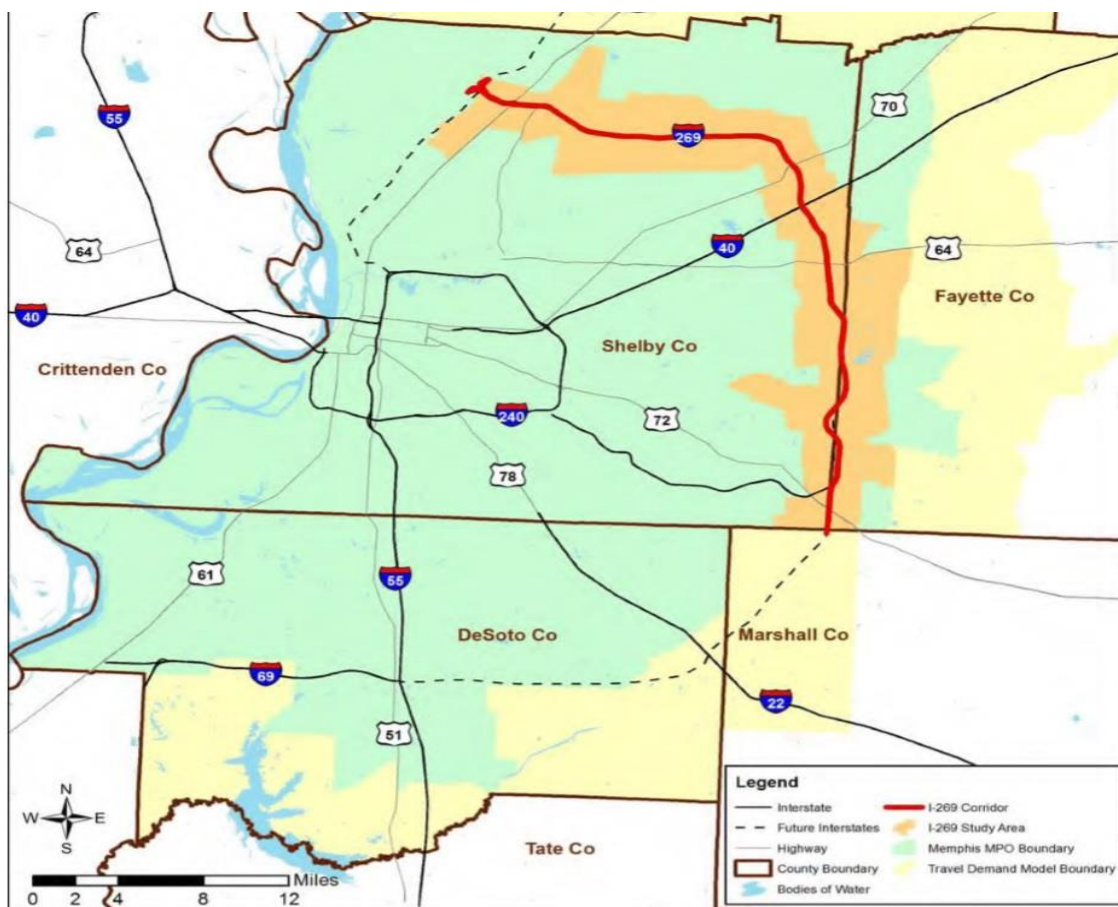 55
70
269
64
40
64
Fayette Co
40
Shelby Co
Crittenden Co
72
240
78
61
55
DeSoto Co
Marshall Co
69
22
51
N
W E
S
Tate Co
Miles
0 2 4 8 12
Legend
Interstate
Future Interstates
Highway
County Boundary
Bodies of Water
I-269 Corridor
I-269 Study Area
Memphis MPO Boundary
Travel Demand Model Boundary